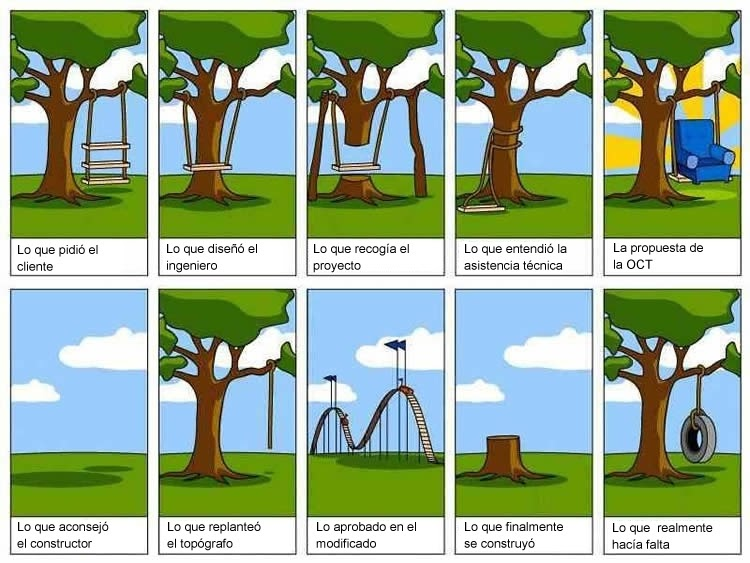 Lo que pidió el
cliente
Lo que diseñó el
ingeniero
Lo que recogía el
proyecto
Lo que entendió la
asistencia técnica
La propuesta de
la OCT
Lo que aconsejó
el constructor
Lo que replanteó
el topógrafo
Lo aprobado en el
modificado
Lo que finalmente
se construyó
Lo que realmente
hacía falta